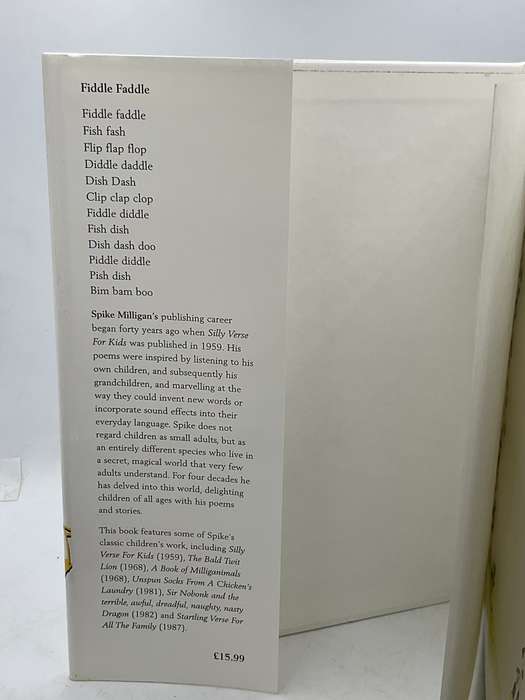 Fiddle Faddle
Fiddle faddle
Fish fash
Flip flap flop
Diddle daddle
Dish Dash
Clip clap clop
Fiddle diddle
Fish dish
Dish dash doo
Piddle diddle
Pish dish
Bim bam boo
Spike Milligan's publishing career
began forty years ago when Silly Verse
For Kids was published in 1959. His
poems were inspired by listening to his
own children, and subsequently his
grandchildren, and marvelling at the
way they could invent new words or
incorporate sound effects into their
everyday language. Spike does not
regard children as small adults, but as
an entirely different species who live in
a secret, magical world that very few
adults understand. For four decades he
has delved into this world, delighting
children of all ages with his poems
and stories.
This book features some of Spike's
classic children's work, including Silly
Verse For Kids (1959), The Bald Twit
Lion (1968), A Book of Milliganimals
(1968), Unspun Socks From A Chicken's
Laundry (1981), Sir Nobonk and the
terrible, awful, dreadful, naughty, nasty
Dragon (1982) and Startling Verse For
All The Family (1987).
£15.99